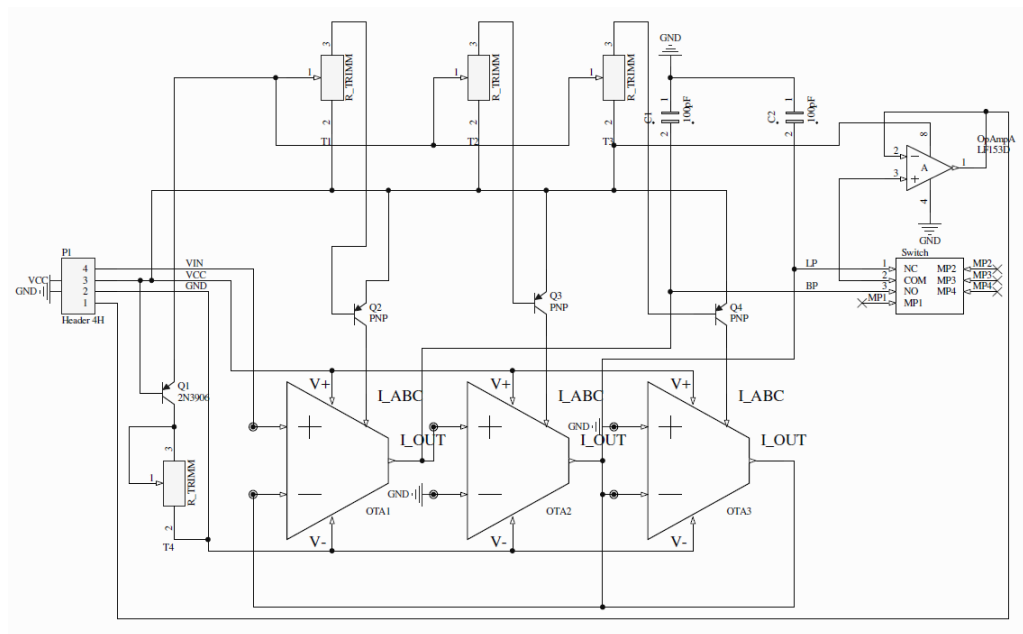 GND
3
3
3
1
R_TRIMM
1
R_TRIMM
1
R_TRIMM
1
100pF
1
100pF
C1
C2
2
2
2
2
2
T1
T2
T3
8
OpAmpA
LF153D
2
A
1
3
4
GND
P1
Switch
VIN
LP
1
NC
MP2
MP2
4
VCC
VCC
3
COM
MP3
MP3
2
GND
2
GND
BP
3
NO
MP4
MP4
1
MP1
MP1
Header 4H
Q2
PNP
Q3
PNP
Q4
PNP
Q1
2N3906
V+
V+
V+
I_ABC
I_ABC
I_ABC
GND
I_OUT
I_OUT
I_OUT
3
1
R_TRIMM
GND
2
OTA1
OTA2
OTA3
T4
V-
V-
V-